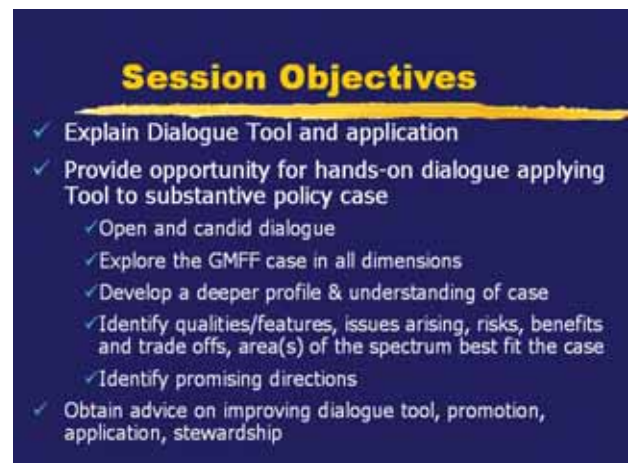 Session Objectives
✓ Explain Dialogue Tool and application
✓ Provide opportunity for hands-on dialogue applying
Tool to substantive policy case
✓Open and candid dialogue
✓Explore the GMFF case in all dimensions
✓Develop a deeper profile & understanding of case
✓Identify qualities/features, issues arising, risks, benefits
and trade offs, area(s) of the spectrum best fit the case
✓Identify promising directions
✓ Obtain advice on improving dialogue tool, promotion,
application, stewardship